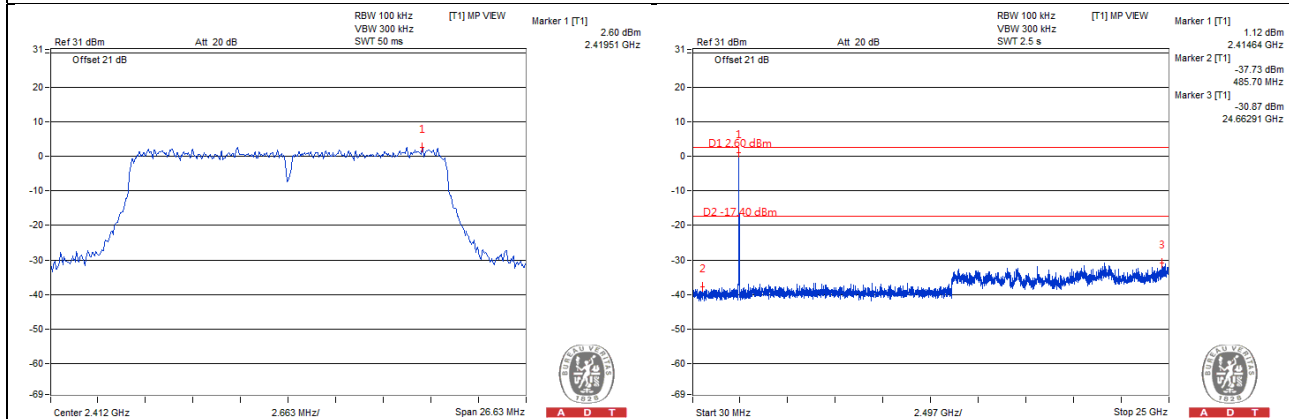 RBW 100 kHz
[T1] MP VIEW
VBW 300 kHz
Ref 31 dBm
Att 20 dB
SWT 50 ms
Marker 1 [T1]
2.60 dBm
2.41951 GHz
31
Offset 21 dB
20
10
0
-10
-20
-30
-40
-50
-60
-69
1
Center 2.412 GHz
2.663 MHz/
Span 26.63 MHz
BUREAU VERITAS
1828
A D T
RBW 100 kHz
[T1] MP VIEW
VBW 300 kHz
Ref 31 dBm
Att 20 dB
SWT 2.5 s
Marker 1 [T1]
1.12 dBm
2.41464 GHz
Marker 2 [T1]
-37.73 dBm
485.70 MHz
Marker 3 [T1]
-30.87 dBm
24.66291 GHz
31
Offset 21 dB
20
10
0
-10
-20
-30
-40
-50
-60
-69
1
D1 2.60 dBm
D2 -17.40 dBm
2
3
Start 30 MHz
2.497 GHz/
Stop 25 GHz
BUREAU VERITAS
1828
A D T